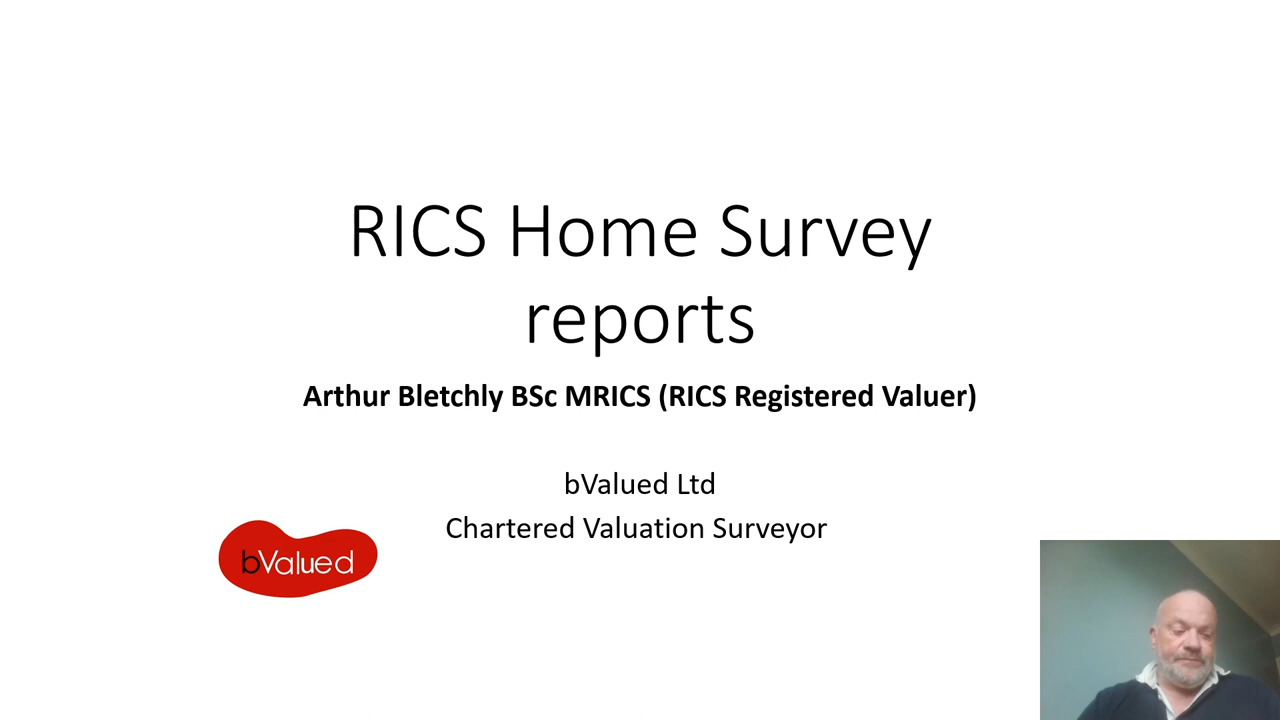 RICS Home Survey
reports
Arthur Bletchly BSc MRICS (RICS Registered Valuer)
bValued Ltd
Chartered Valuation Surveyor
bValued